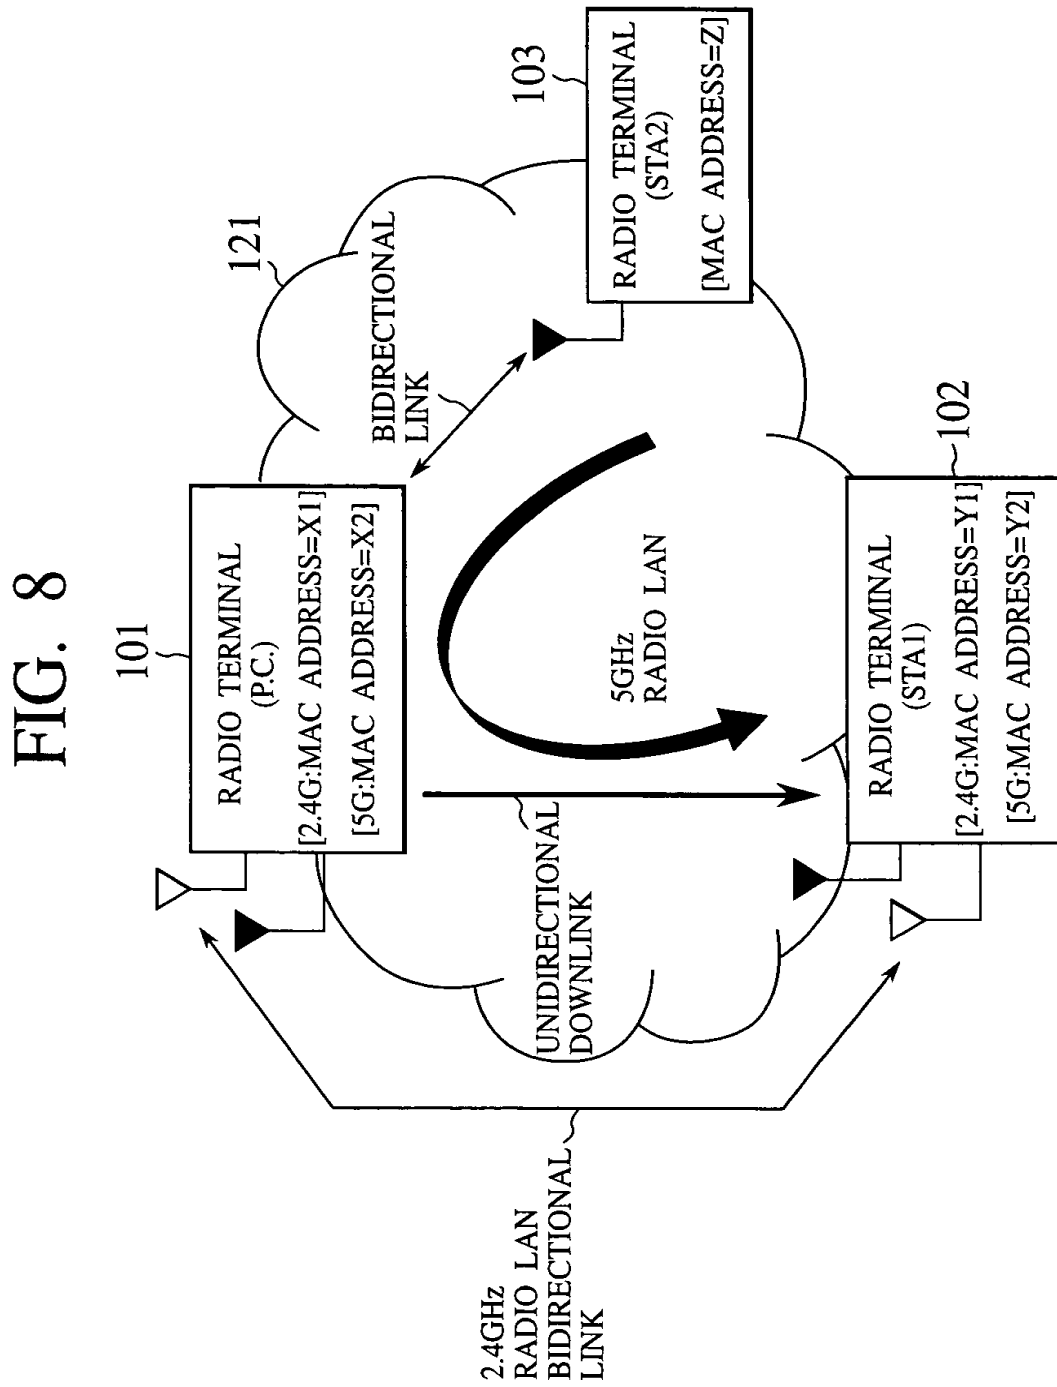 FIG. 8
101
RADIO TERMINAL
(P.C.)
[2.4G:MAC ADDRESS=X1]
[5G:MAC ADDRESS=X2]
121
BIDIRECTIONAL
LINK
103
RADIO TERMINAL
(STA2)
[MAC ADDRESS=Z]
5GHz
RADIO LAN
UNIDIRECTIONAL
DOWNLINK
2.4GHz
RADIO LAN
BIDIRECTIONAL
LINK
102
RADIO TERMINAL
(STA1)
[2.4G:MAC ADDRESS=Y1]
[5G:MAC ADDRESS=Y2]